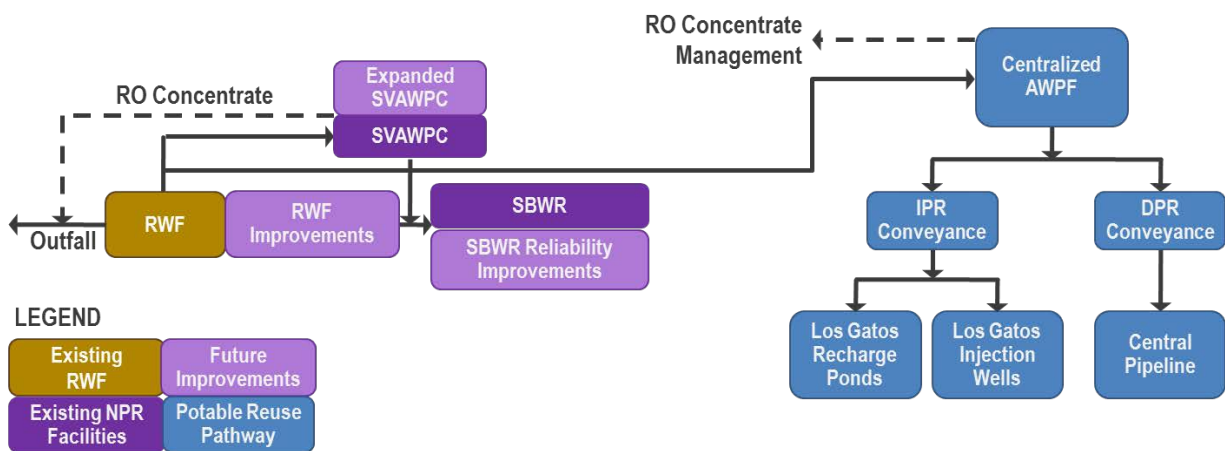 RO Concentrate
Management
Centralized
AWPF
RO Concentrate
Expanded
SVAWPC
SVAWPC
RWF
RWF
Improvements
SBWR
SBWR Reliability
Improvements
Outfall
IPR
Conveyance
DPR
Conveyance
Los Gatos
Recharge
Ponds
Los Gatos
Injection
Wells
Central
Pipeline
LEGEND
Existing
RWF
Future
Improvements
Existing NPR
Facilities
Potable Reuse
Pathway